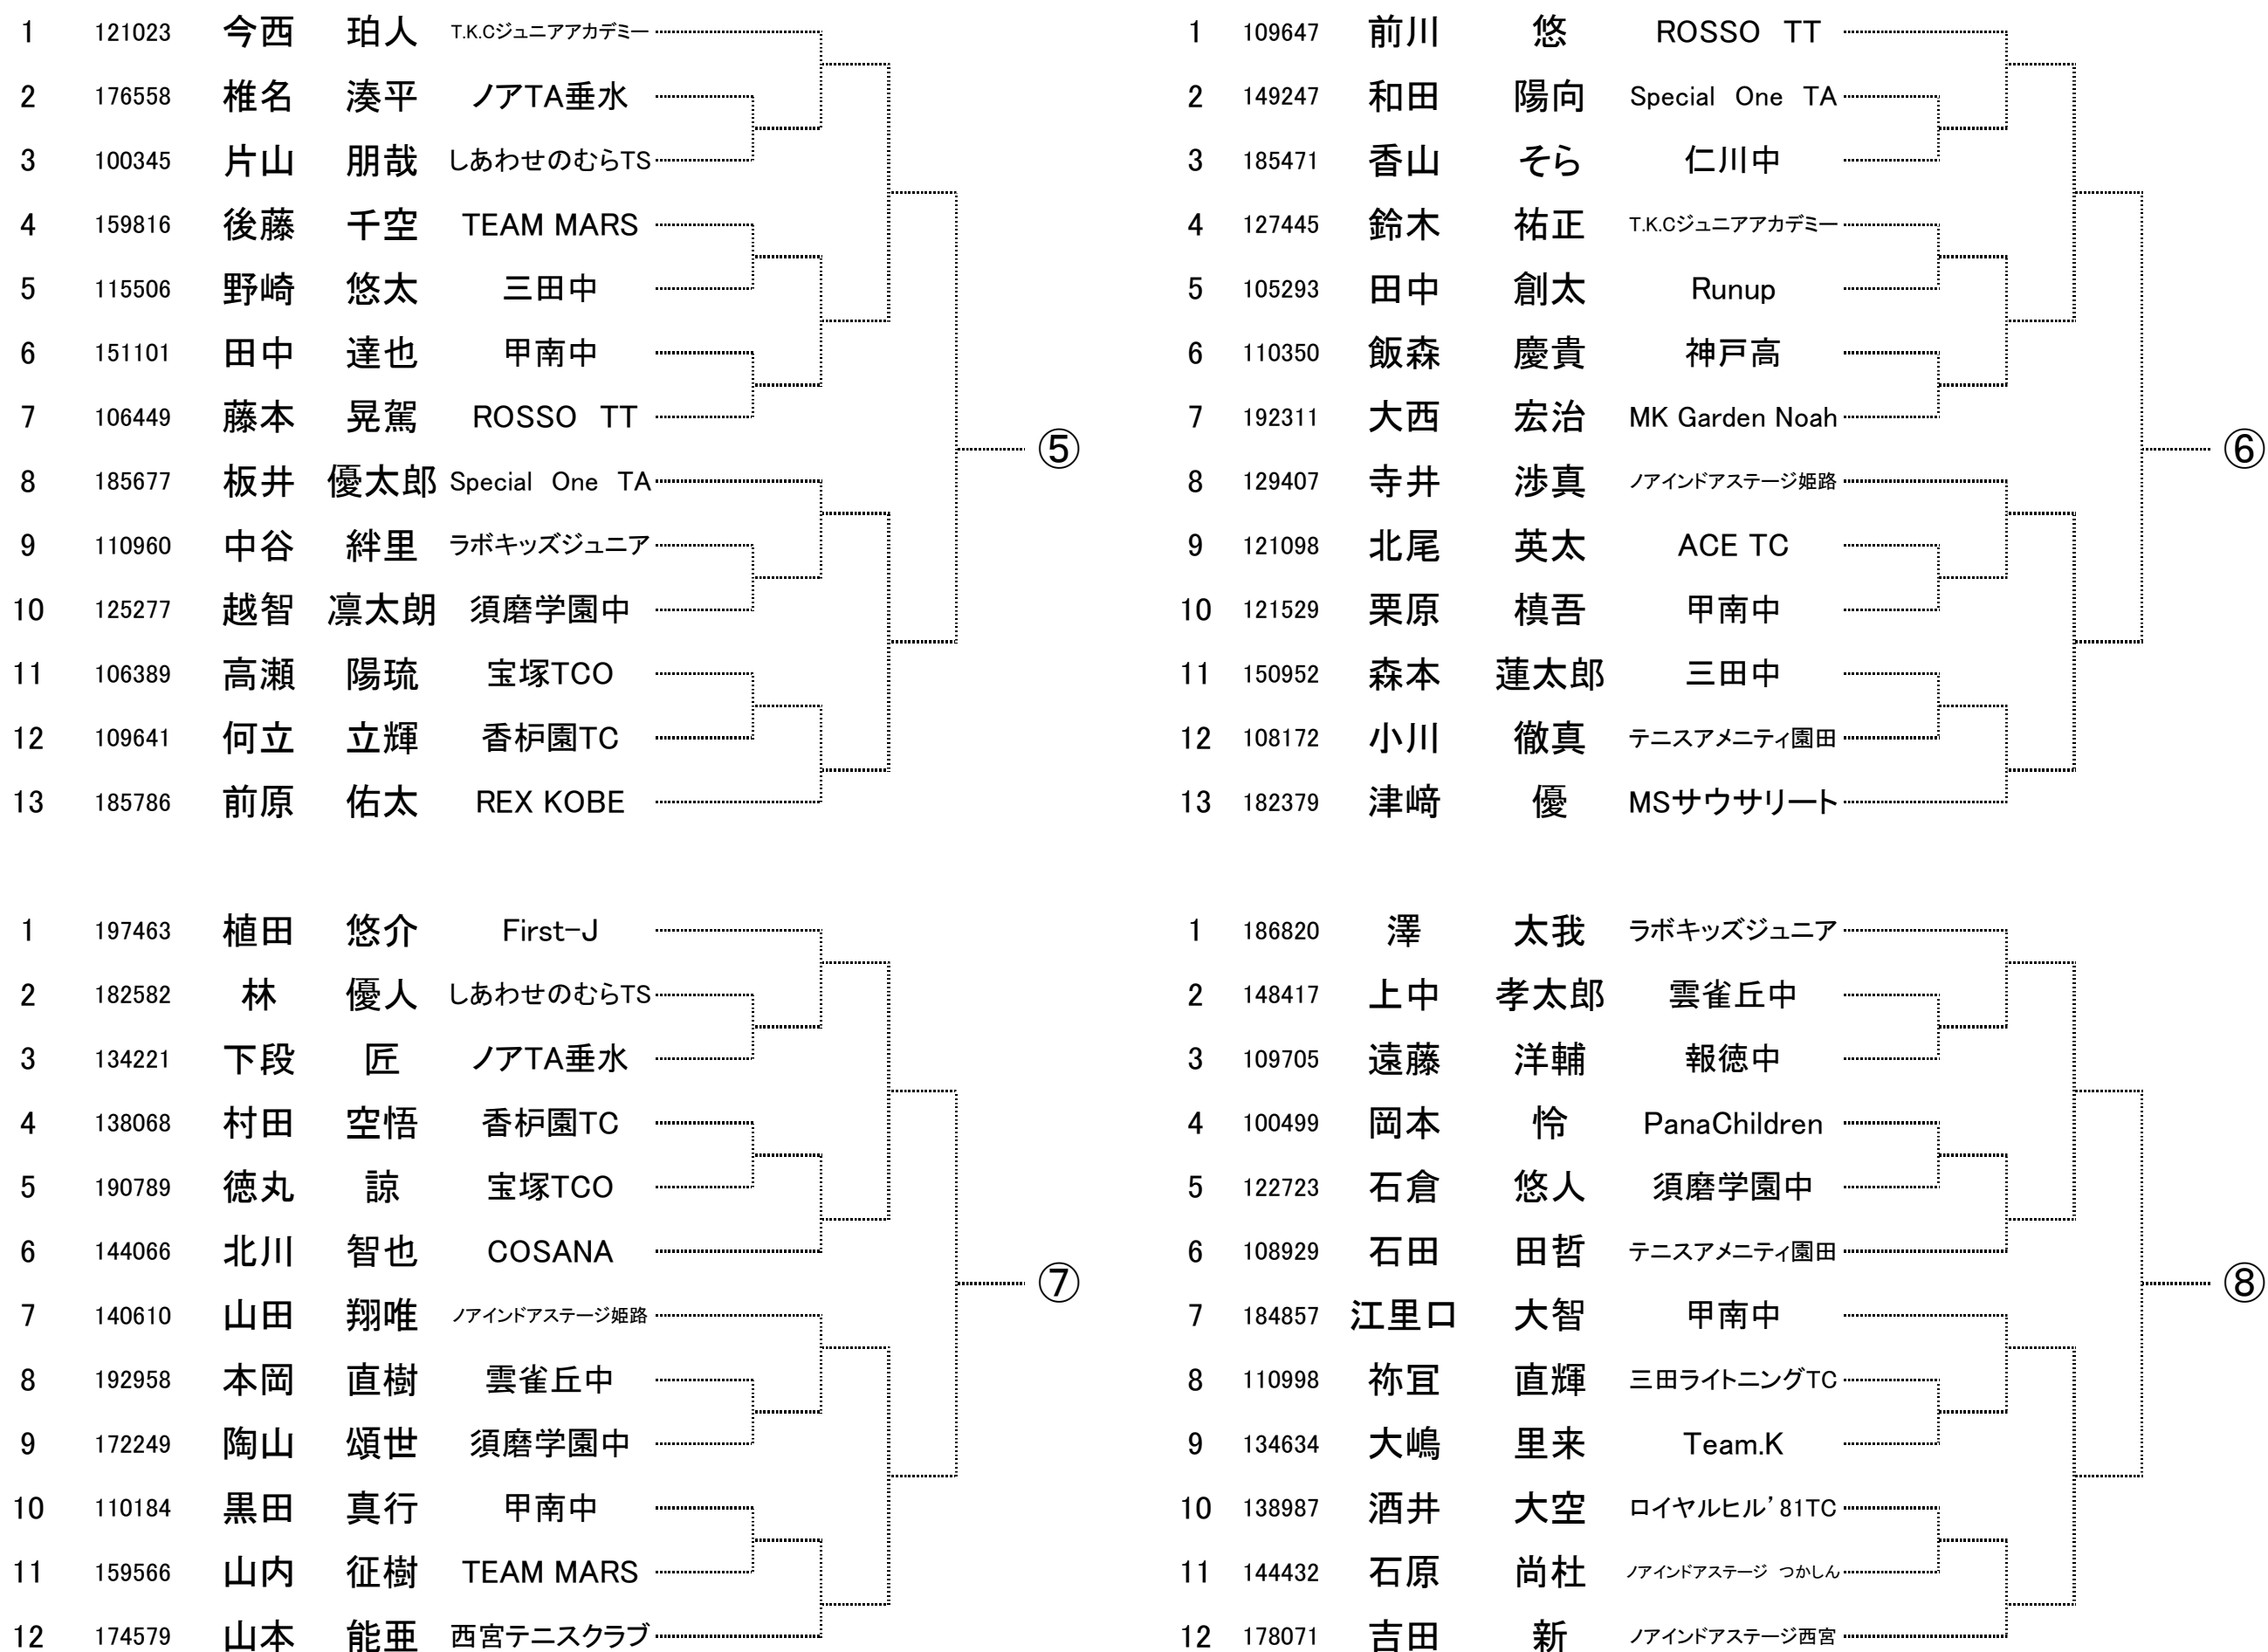 1 121023 今西 珀人 T.K.Cジュニアアカデミー
2 176558 椎名 湊平 ノアTA垂水
3 100345 片山 朋哉 しあわせのむらTS
4 159816 後藤 千空 TEAM MARS
5 115506 野崎 悠太 三田中
6 151101 田中 達也 甲南中
7 106449 藤本 晃駕 ROSSO TT
8 185677 板井 優太郎 Special One TA
9 110960 中谷 絆里 ラボキッズジュニア
10 125277 越智 凛太朗 須磨学園中
11 106389 高瀬 陽琉 宝塚TCO
12 109641 何立 立輝 香枦園TC
13 185786 前原 佑太 REX KOBE
⑤
1 109647 前川 悠 ROSSO TT
2 149247 和田 陽向 Special One TA
3 185471 香山 そら 仁川中
4 127445 鈴木 祐正 T.K.Cジュニアアカデミー
5 105293 田中 創太 Runup
6 110350 飯森 慶貴 神戸高
7 192311 大西 宏治 MK Garden Noah
8 129407 寺井 渉真 ノアインドアステージ姫路
9 121098 北尾 英太 ACE TC
10 121529 栗原 槙吾 甲南中
11 150952 森本 蓮太郎 三田中
12 108172 小川 徹真 テニスアメニティ園田
13 182379 津﨑 優 MSサウサリート
⑥
1 197463 植田 悠介 First-J
2 182582 林 優人 しあわせのむらTS
3 134221 下段 匠 ノアTA垂水
4 138068 村田 空悟 香枦園TC
5 190789 徳丸 諒 宝塚TCO
6 144066 北川 智也 COSANA
7 140610 山田 翔唯 ノアインドアステージ姫路
8 192958 本岡 直樹 雲雀丘中
9 172249 陶山 頌世 須磨学園中
10 110184 黒田 真行 甲南中
11 159566 山内 征樹 TEAM MARS
12 174579 山本 能亜 西宮テニスクラブ
⑦
1 186820 澤 太我 ラボキッズジュニア
2 148417 上中 孝太郎 雲雀丘中
3 109705 遠藤 洋輔 報徳中
4 100499 岡本 怜 PanaChildren
5 122723 石倉 悠人 須磨学園中
6 108929 石田 田哲 テニスアメニティ園田
7 184857 江里口 大智 甲南中
8 110998 祢冝 直輝 三田ライトニングTC
9 134634 大嶋 里来 Team.K
10 138987 酒井 大空 ロイヤルヒル’81TC
11 144432 石原 尚杜 ノアインドアステージ つかしん
12 178071 吉田 新 ノアインドアステージ西宮
⑧